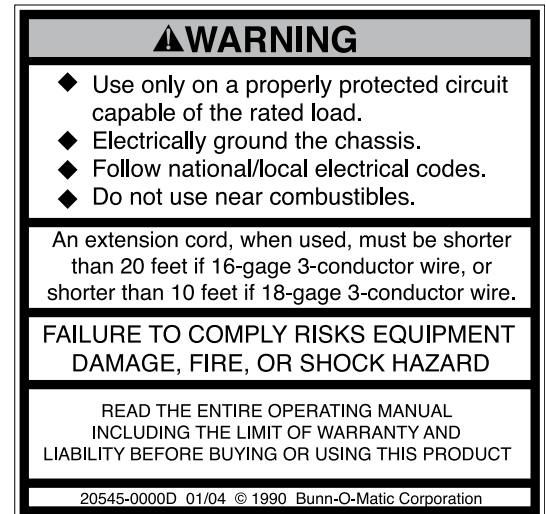 ⚠WARNING
◆ Use only on a properly protected circuit
capable of the rated load.
◆ Electrically ground the chassis.
◆ Follow national/local electrical codes.
◆ Do not use near combustibles.
An extension cord, when used, must be shorter
than 20 feet if 16-gage 3-conductor wire, or
shorter than 10 feet if 18-gage 3-conductor wire.
FAILURE TO COMPLY RISKS EQUIPMENT
DAMAGE, FIRE, OR SHOCK HAZARD
READ THE ENTIRE OPERATING MANUAL
INCLUDING THE LIMIT OF WARRANTY AND
LIABILITY BEFORE BUYING OR USING THIS PRODUCT
20545-0000D 01/04 © 1990 Bunn-O-Matic Corporation